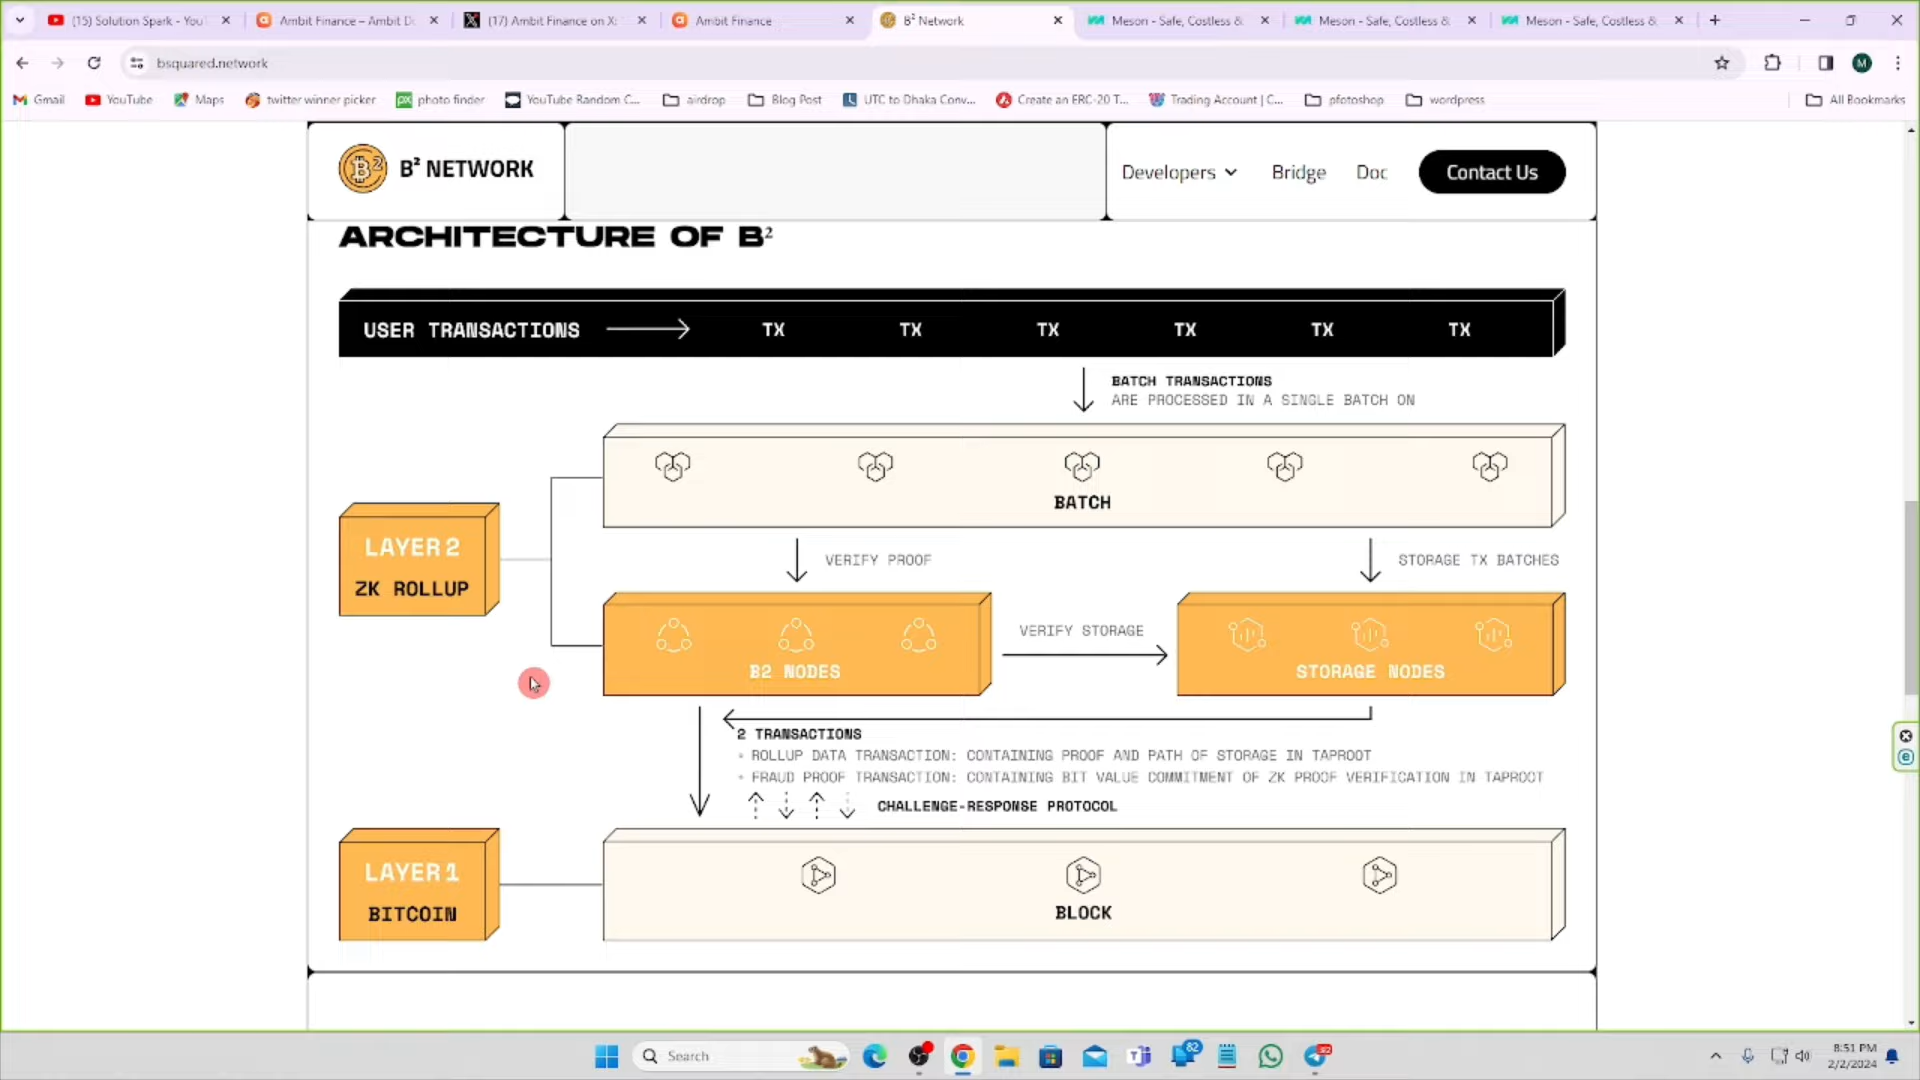 (15) Solution Spark - YouT
Ambit Finance – Ambit D
(17) Ambit Finance on X:
Ambit Finance
B² Network
Meson - Safe, Costless &
Meson - Safe, Costless &
Meson - Safe, Costless &
bsquared.network
Gmail
YouTube
Maps
twitter winner picker
photo finder
YouTube Random C...
airdrop
Blog Post
UTC to Dhaka Conv...
Create an ERC-20 T...
Trading Account | C...
pfotoshop
wordpress
All Bookmarks
B² NETWORK
Developers
Bridge
Doc
Contact Us
ARCHITECTURE OF B²
USER TRANSACTIONS TX TX TX TX TX TX
BATCH TRANSACTIONS
ARE PROCESSED IN A SINGLE BATCH ON
BATCH
LAYER 2
ZK ROLLUP
VERIFY PROOF
STORAGE TX BATCHES
B2 NODES
VERIFY STORAGE
STORAGE NODES
2 TRANSACTIONS
• ROLLUP DATA TRANSACTION: CONTAINING PROOF AND PATH OF STORAGE IN TAPROOT
• FRAUD PROOF TRANSACTION: CONTAINING BIT VALUE COMMITMENT OF ZK PROOF VERIFICATION IN TAPROOT
CHALLENGE-RESPONSE PROTOCOL
LAYER 1
BITCOIN
BLOCK
Search
82
8:51 PM
2/2/2024